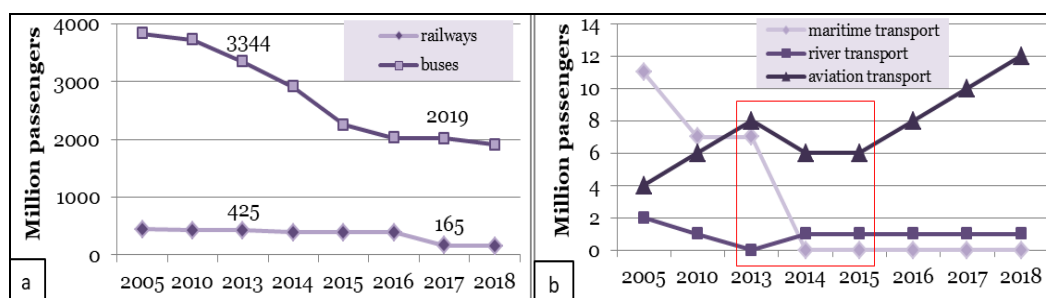 Million passengers
4000
3000
2000
1000
0
3344
2019
425
165
railways
buses
2005 2010 2013 2014 2015 2016 2017 2018
a
Million passengers
14
12
10
8
6
4
2
0
maritime transport
river transport
aviation transport
2005 2010 2013 2014 2015 2016 2017 2018
b